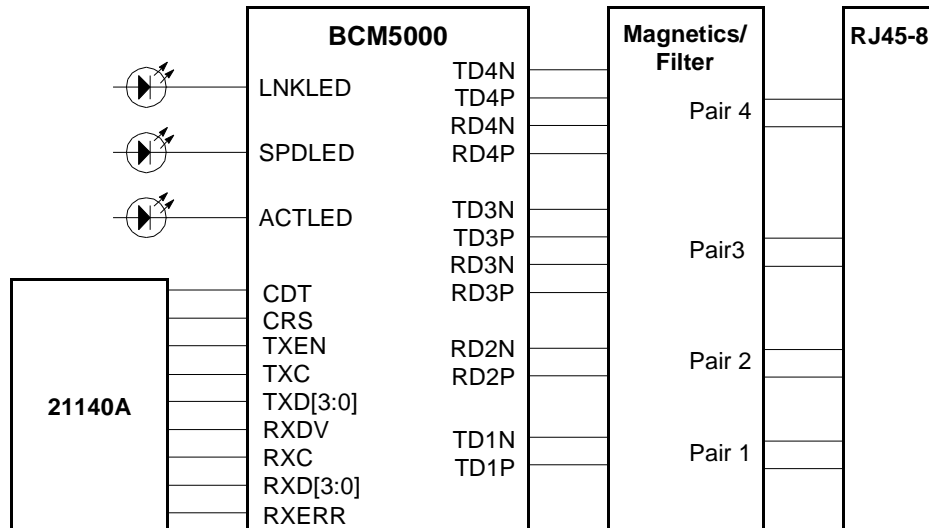 BCM5000
Magnetics/
Filter
RJ45-8
LNKLED
SPDLED
ACTLED
TD4N
TD4P
RD4N
RD4P
TD3N
TD3P
RD3N
RD3P
RD2N
RD2P
TD1N
TD1P
Pair 4
Pair3
Pair 2
Pair 1
21140A
CDT
CRS
TXEN
TXC
TXD[3:0]
RXDV
RXC
RXD[3:0]
RXERR